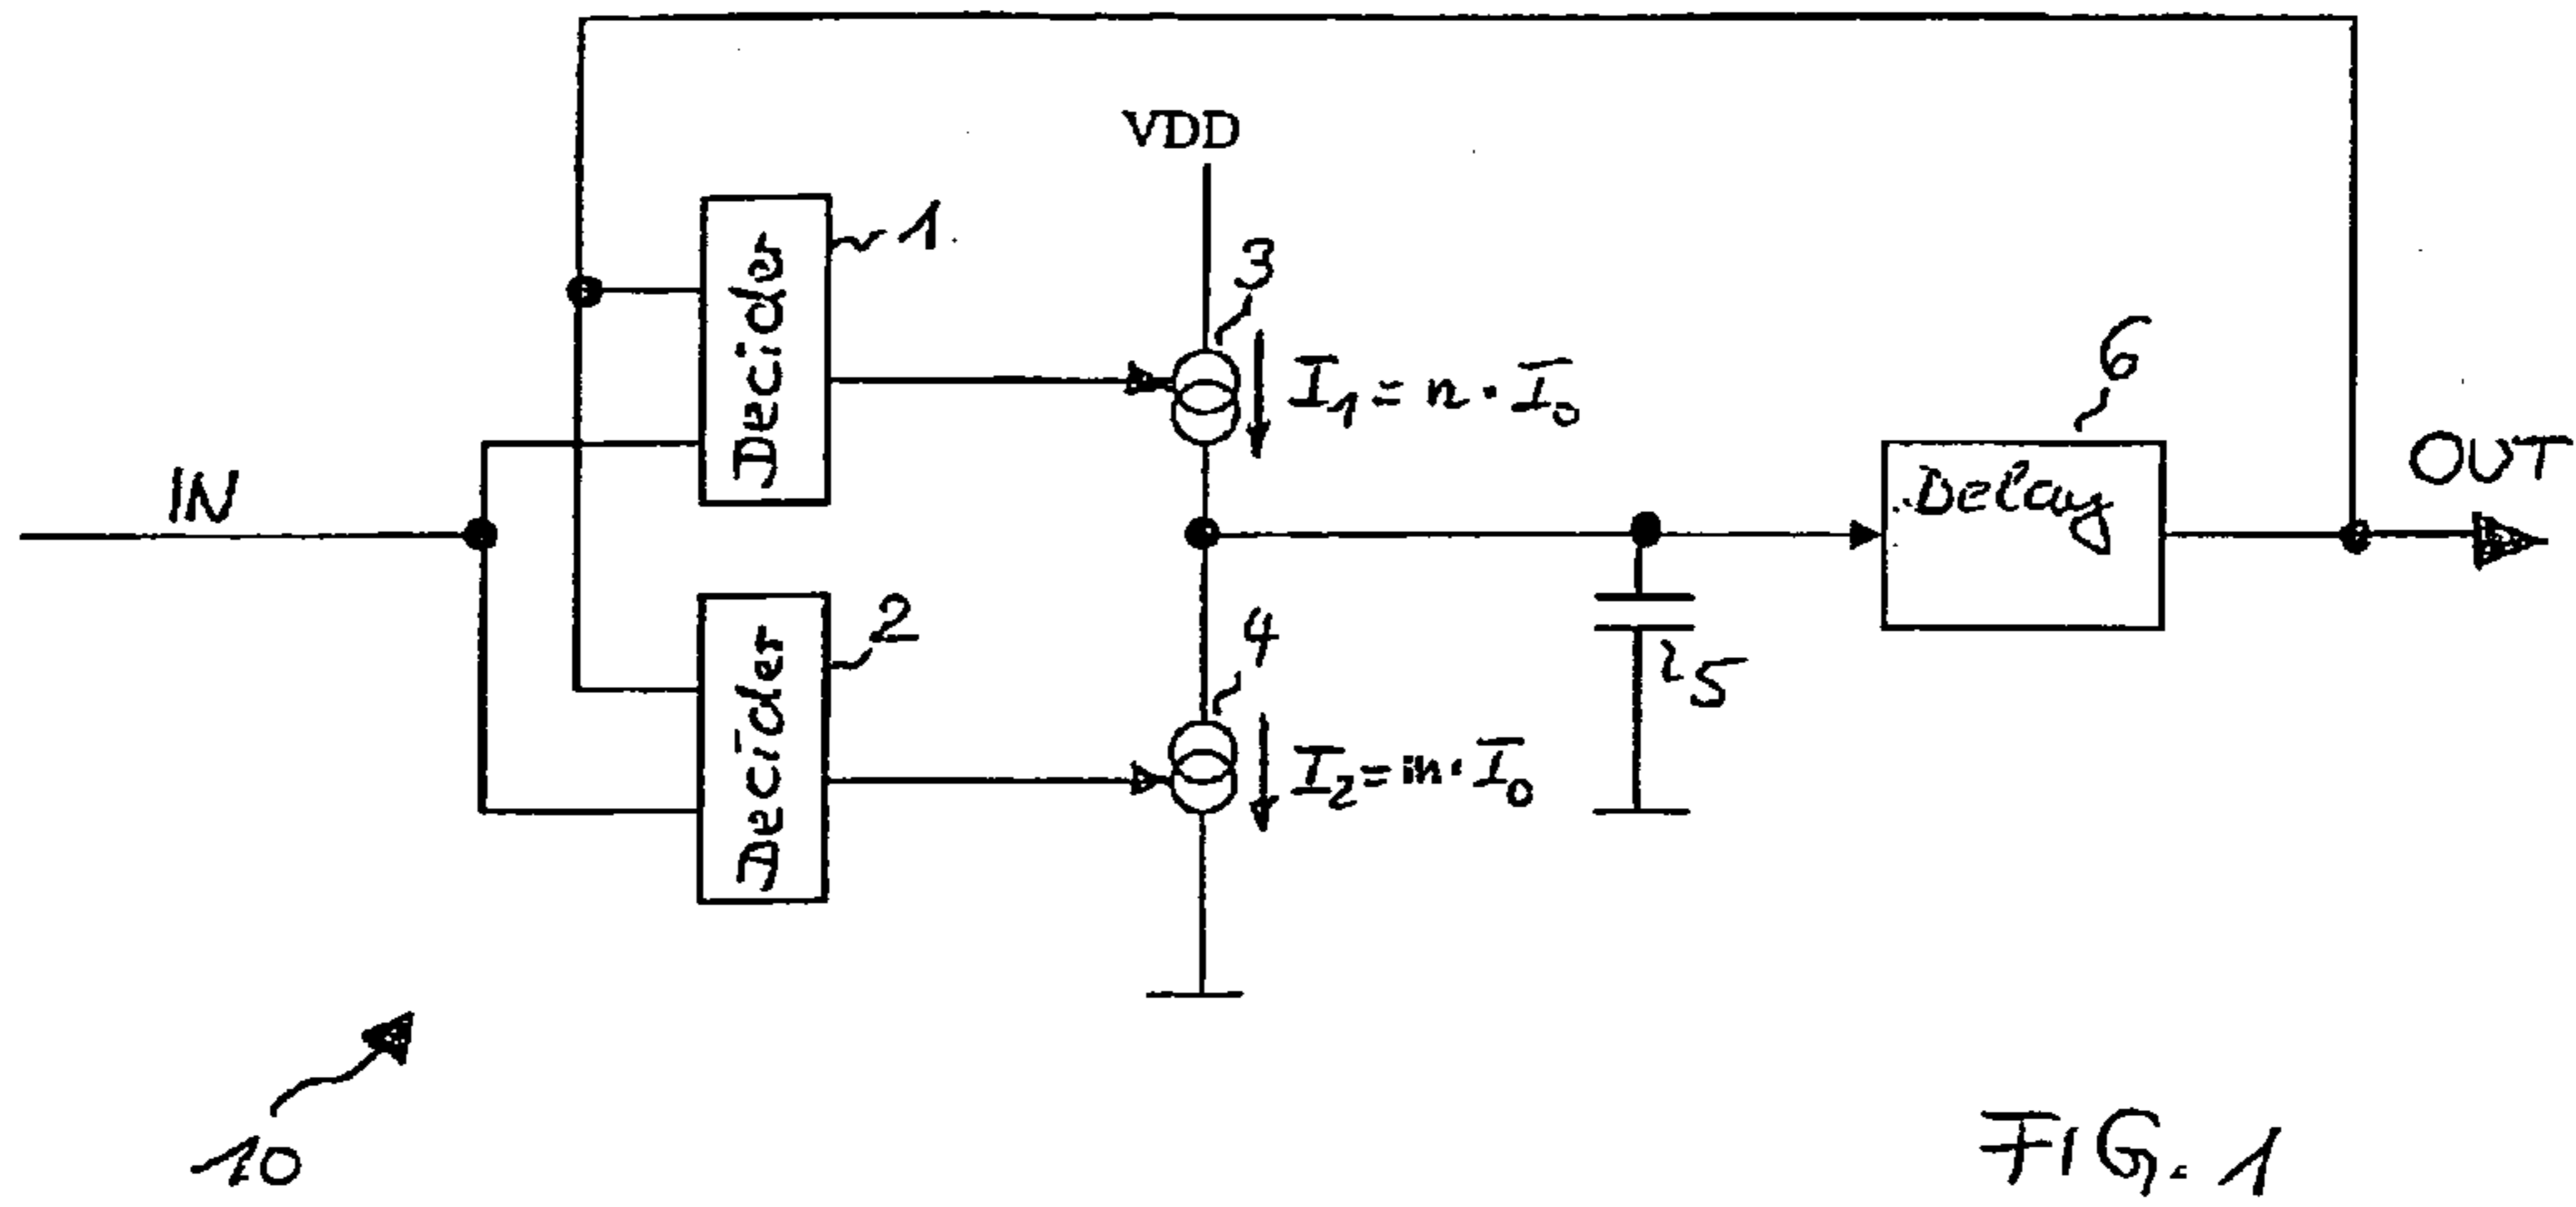 VDD
Decider
1
3
I₁ = n · I₀
6
IN
Delay
OUT
Decider
2
4
I₂ = m · I₀
5
10
FIG. 1